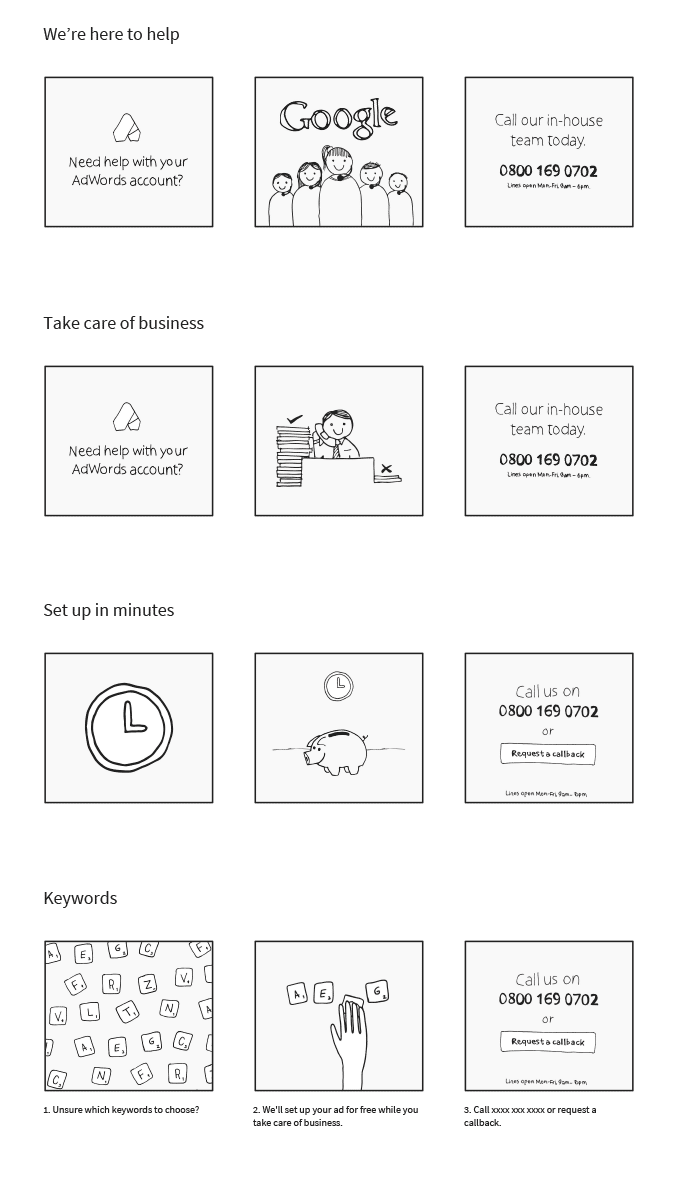 We're here to help
Need help with your
AdWords account?
Google
Call our in-house
team today.
0800 169 0702
Lines open Mon-Fri, 9am - 6pm.
Take care of business
Need help with your
AdWords account?
Call our in-house
team today.
0800 169 0702
Lines open Mon-Fri, 9am - 6pm.
Set up in minutes
Call us on
0800 169 0702
or
Request a callback
Lines open Mon-Fri, 9am - 6pm.
Keywords
A E G C F
F R Z V
V L T N A
A E G C
C N F R
A E G
Call us on
0800 169 0702
or
Request a callback
Lines open Mon-Fri, 9am - 6pm.
1. Unsure which keywords to choose?
2. We'll set up your ad for free while you
take care of business.
3. Call xxxx xxx xxxx or request a
callback.